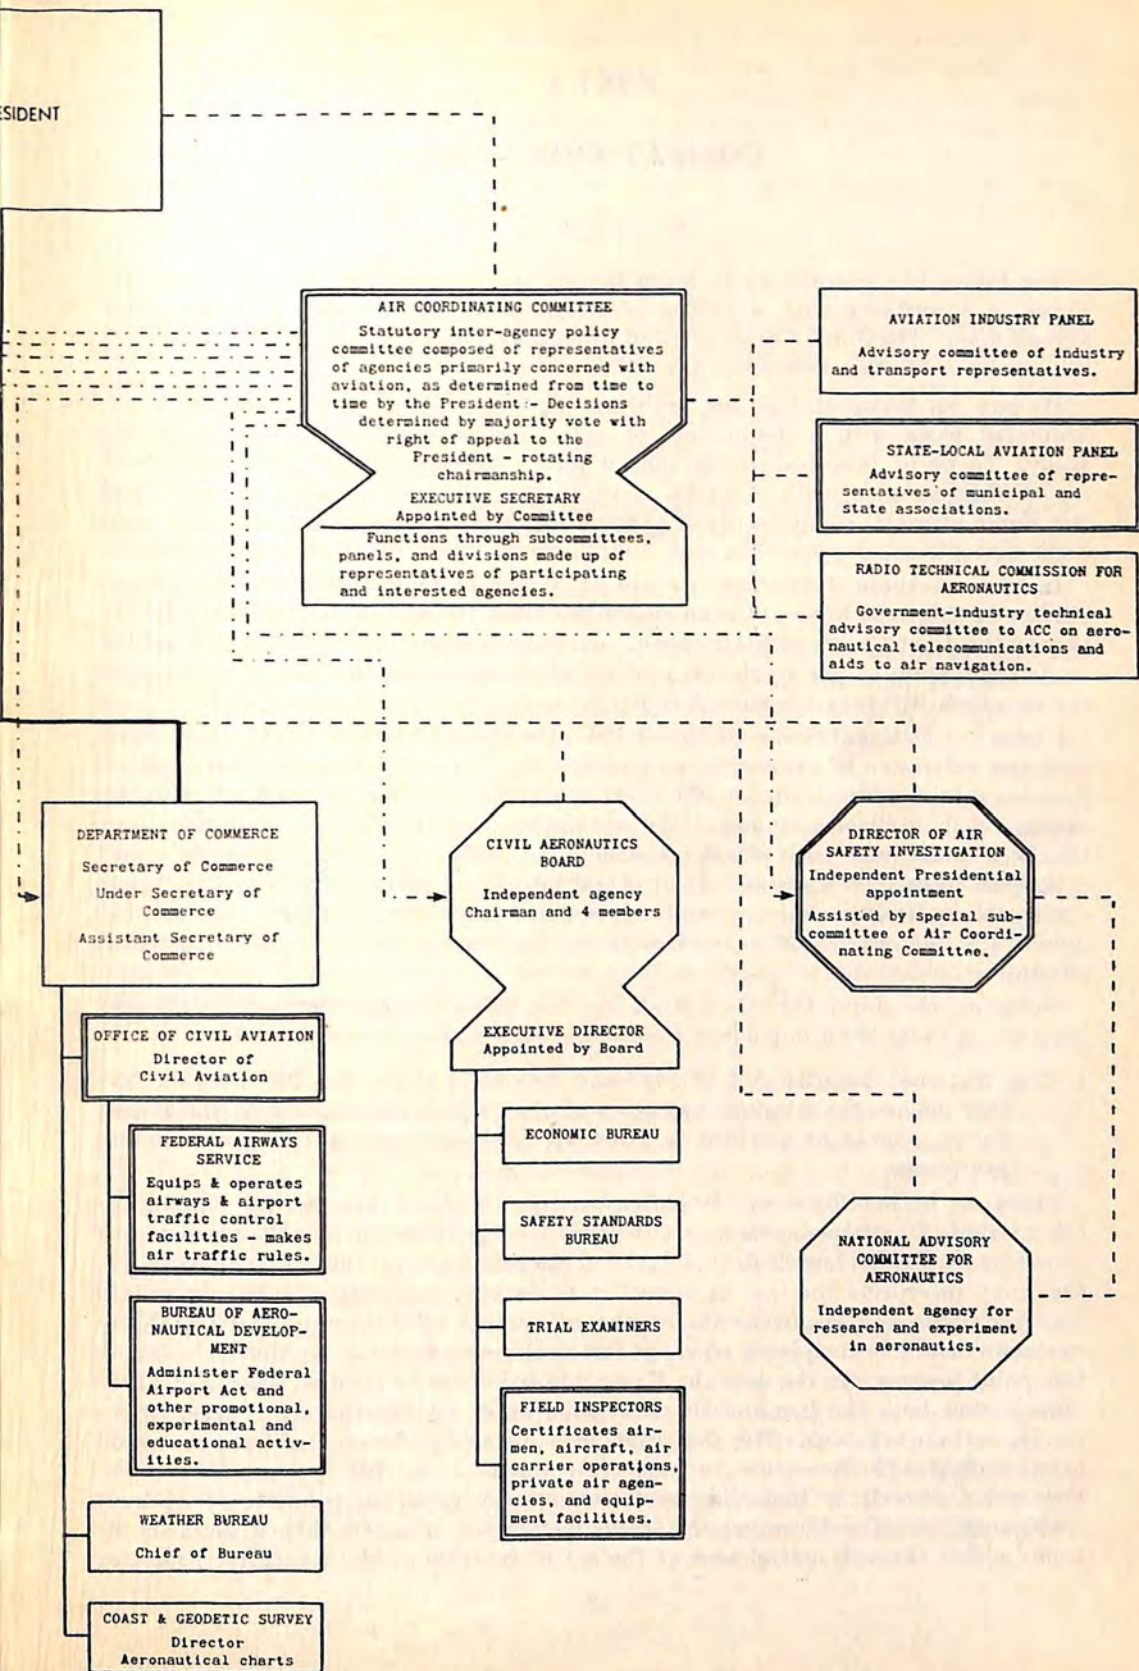 ESIDENT
AIR COORDINATING COMMITTEE
Statutory inter-agency policy
committee composed of representatives
of agencies primarily concerned with
aviation, as determined from time to
time by the President:- Decisions
determined by majority vote with
right of appeal to the
President - rotating
chairmanship.
EXECUTIVE SECRETARY
Appointed by Committee
Functions through subcommittees,
panels, and divisions made up of
representatives of participating
and interested agencies.
AVIATION INDUSTRY PANEL
Advisory committee of industry
and transport representatives.
STATE-LOCAL AVIATION PANEL
Advisory committee of repre-
sentatives of municipal and
state associations.
RADIO TECHNICAL COMMISSION FOR
AERONAUTICS
Government-industry technical
advisory committee to ACC on aero-
nautical telecommunications and
aids to air navigation.
DEPARTMENT OF COMMERCE
Secretary of Commerce
Under Secretary of
Commerce
Assistant Secretary of
Commerce
OFFICE OF CIVIL AVIATION
Director of
Civil Aviation
FEDERAL AIRWAYS
SERVICE
Equips & operates
airways & airport
traffic control
facilities - makes
air traffic rules.
BUREAU OF AERO-
NAUTICAL DEVELOP-
MENT
Administer Federal
Airport Act and
other promotional,
experimental and
educational activ-
ities.
WEATHER BUREAU
Chief of Bureau
COAST & GEODETIC SURVEY
Director
Aeronautical charts
CIVIL AERONAUTICS
BOARD
Independent agency
Chairman and 4 members
EXECUTIVE DIRECTOR
Appointed by Board
ECONOMIC BUREAU
SAFETY STANDARDS
BUREAU
TRIAL EXAMINERS
FIELD INSPECTORS
Certificates air-
men, aircraft, air
carrier operations,
private air agen-
cies, and equip-
ment facilities.
DIRECTOR OF AIR
SAFETY INVESTIGATION
Independent Presidential
appointment
Assisted by special sub-
committee of Air Coordi-
nating Committee.
NATIONAL ADVISORY
COMMITTEE FOR
AERONAUTICS
Independent agency for
research and experiment
in aeronautics.